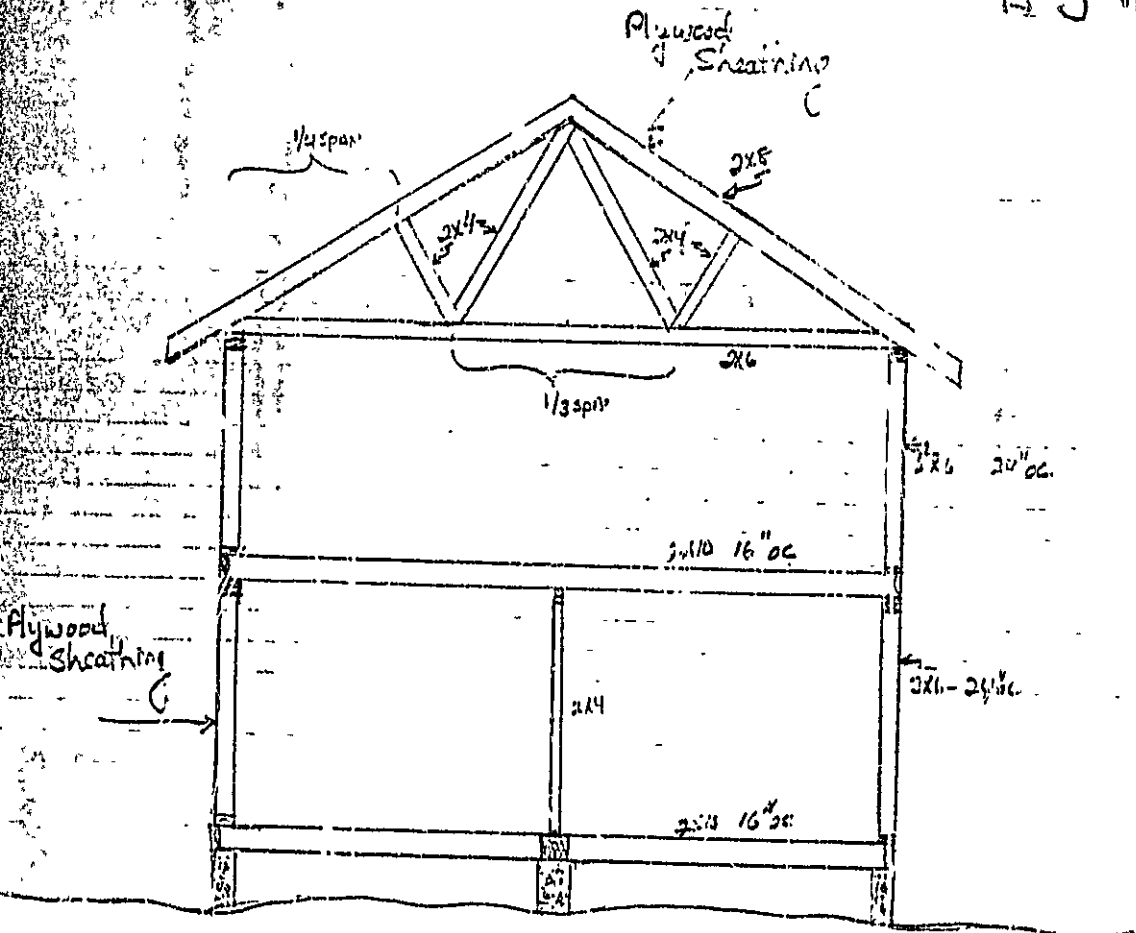 Plywood
Sheathing
1/4 span
2x8
2x4
2x4
2x6
1/3 span
2x6 24"oc.
2x10 16"oc
Plywood
Sheathing
2x6-24"oc
2x4
2x10 16"oc